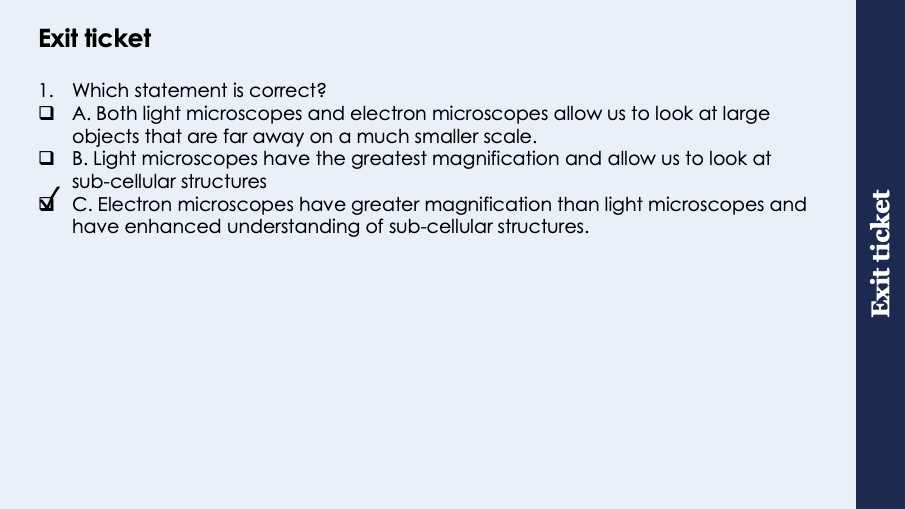 Exit ticket
1. Which statement is correct?
❑ A. Both light microscopes and electron microscopes allow us to look at large
objects that are far away on a much smaller scale.
❑ B. Light microscopes have the greatest magnification and allow us to look at
sub-cellular structures
❑ C. Electron microscopes have greater magnification than light microscopes and
have enhanced understanding of sub-cellular structures.
Exit ticket